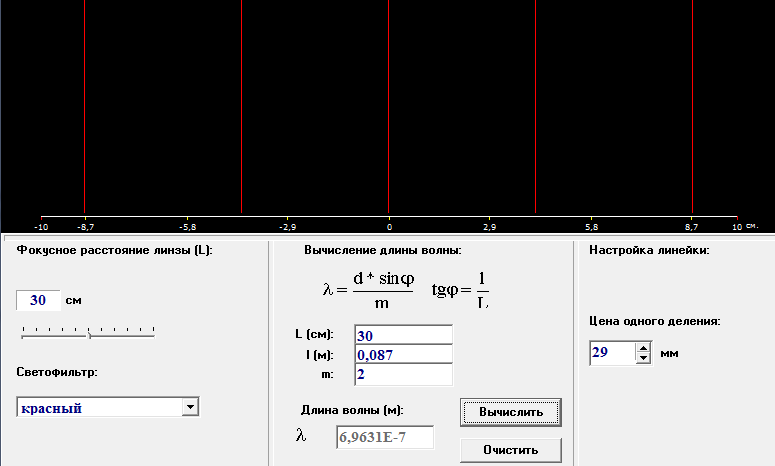 -10 -8,7 -5,8 -2,9 0 2,9 5,8 8,7 10 см.
Фокусное расстояние линзы (L):
30 см
Светофильтр:
красный
Вычисление длины волны:
λ = d * sinφ / m tgφ = l / L
L (см): 30
l (м): 0,087
m: 2
Длина волны (м):
λ 6,9631E-7
Вычислить
Очистить
Настройка линейки:
Цена одного деления:
29 мм